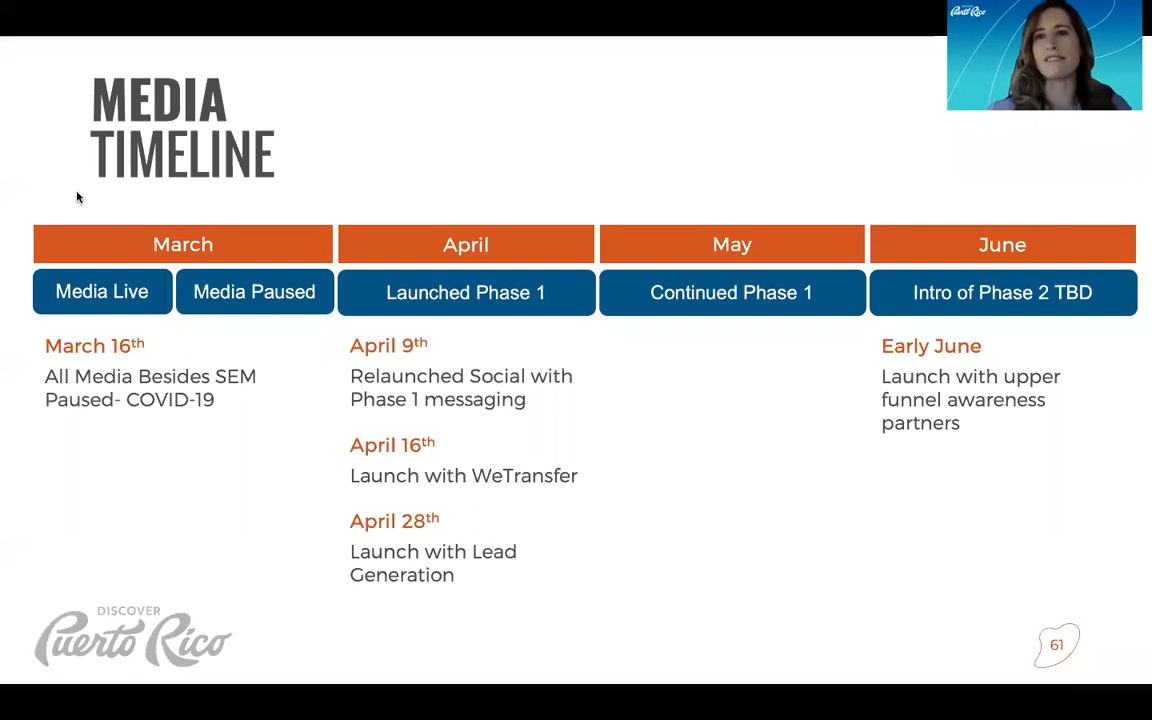 Puerto Rico
MEDIA
TIMELINE
March
April
May
June
Media Live
Media Paused
Launched Phase 1
Continued Phase 1
Intro of Phase 2 TBD
March 16th
All Media Besides SEM
Paused- COVID-19
April 9th
Relaunched Social with
Phase 1 messaging
April 16th
Launch with WeTransfer
April 28th
Launch with Lead
Generation
Early June
Launch with upper
funnel awareness
partners
DISCOVER
Puerto Rico
61